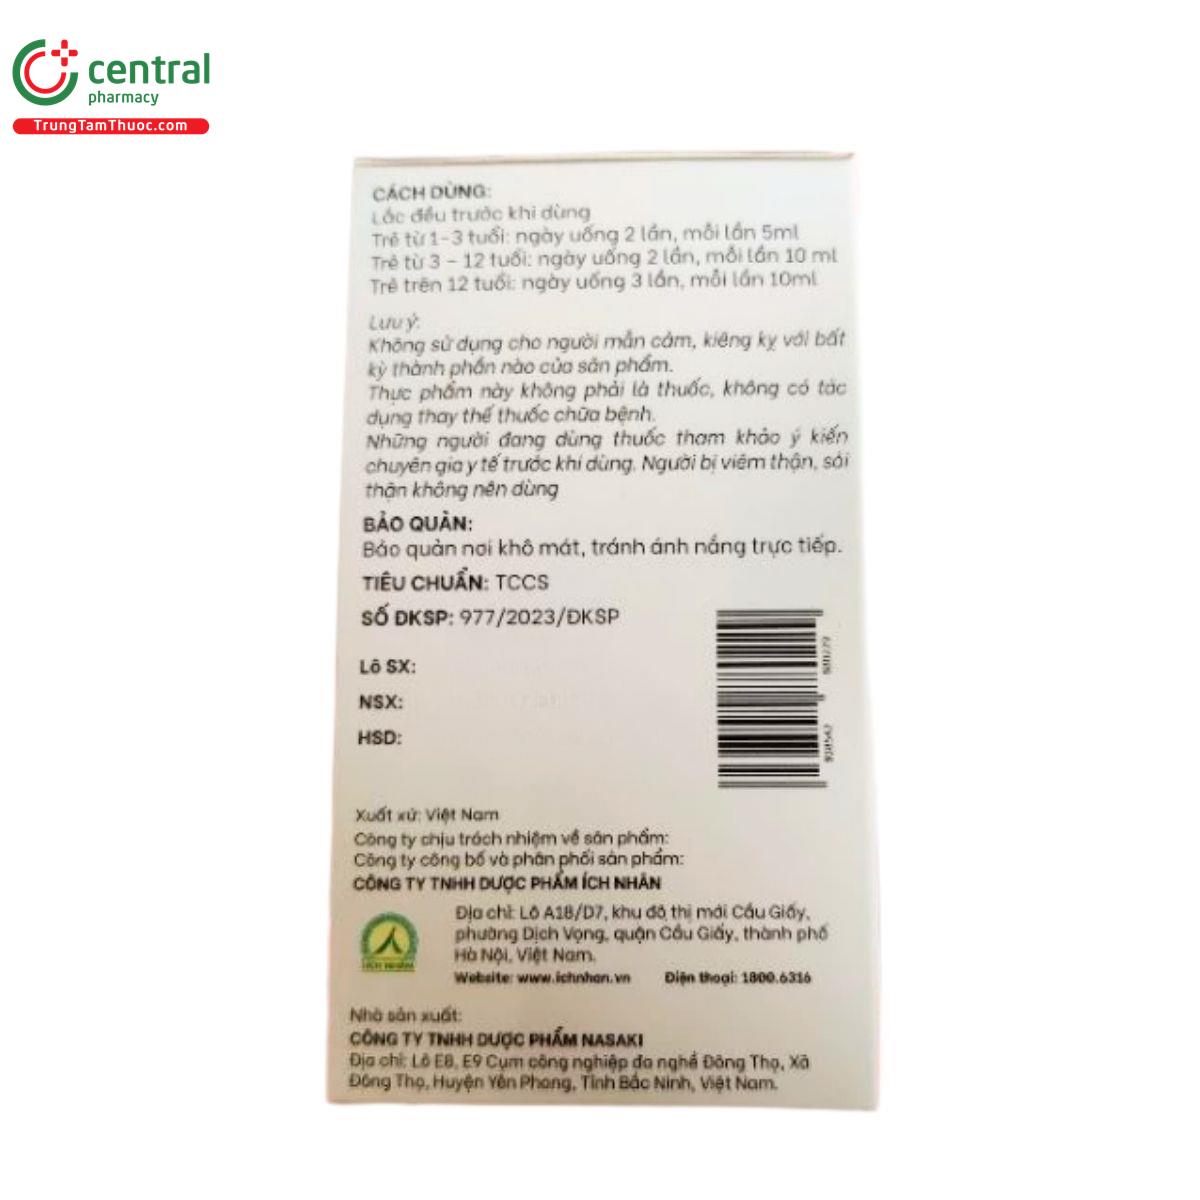 central
pharmacy
TrungTamThuoc.com
CÁCH DÙNG:
Lắc đều trước khi dùng
Trẻ từ 1-3 tuổi: ngày uống 2 lần, mỗi lần 5ml
Trẻ từ 3 – 12 tuổi: ngày uống 2 lần, mỗi lần 10 ml
Trẻ trên 12 tuổi: ngày uống 3 lần, mỗi lần 10ml
Lưu ý:
Không sử dụng cho người mẫn cảm, kiêng kỵ với bất
kỳ thành phần nào của sản phẩm.
Thực phẩm này không phải là thuốc, không có tác
dụng thay thế thuốc chữa bệnh.
Những người đang dùng thuốc tham khảo ý kiến
chuyên gia y tế trước khi dùng. Người bị viêm thận, sỏi
thận không nên dùng
BẢO QUẢN:
Bảo quản nơi khô mát, tránh ánh nắng trực tiếp.
TIÊU CHUẨN: TCCS
SỐ ĐKSP: 977/2023/ĐKSP
Lô SX:
NSX:
HSD:
Xuất xứ: Việt Nam
Công ty chịu trách nhiệm về sản phẩm:
Công ty công bố và phân phối sản phẩm:
CÔNG TY TNHH DƯỢC PHẨM ÍCH NHÂN
Địa chỉ: Lô A18/D7, khu đô thị mới Cầu Giấy,
phường Dịch Vọng, quận Cầu Giấy, thành phố
Hà Nội, Việt Nam.
Website: www.ichnhan.vn Điện thoại: 1800.6316
Nhà sản xuất:
CÔNG TY TNHH DƯỢC PHẨM NASAKI
Địa chỉ: Lô E8, E9 Cụm công nghiệp đa nghề Đông Thọ, Xã
Đông Thọ, Huyện Yên Phong, Tỉnh Bắc Ninh, Việt Nam.